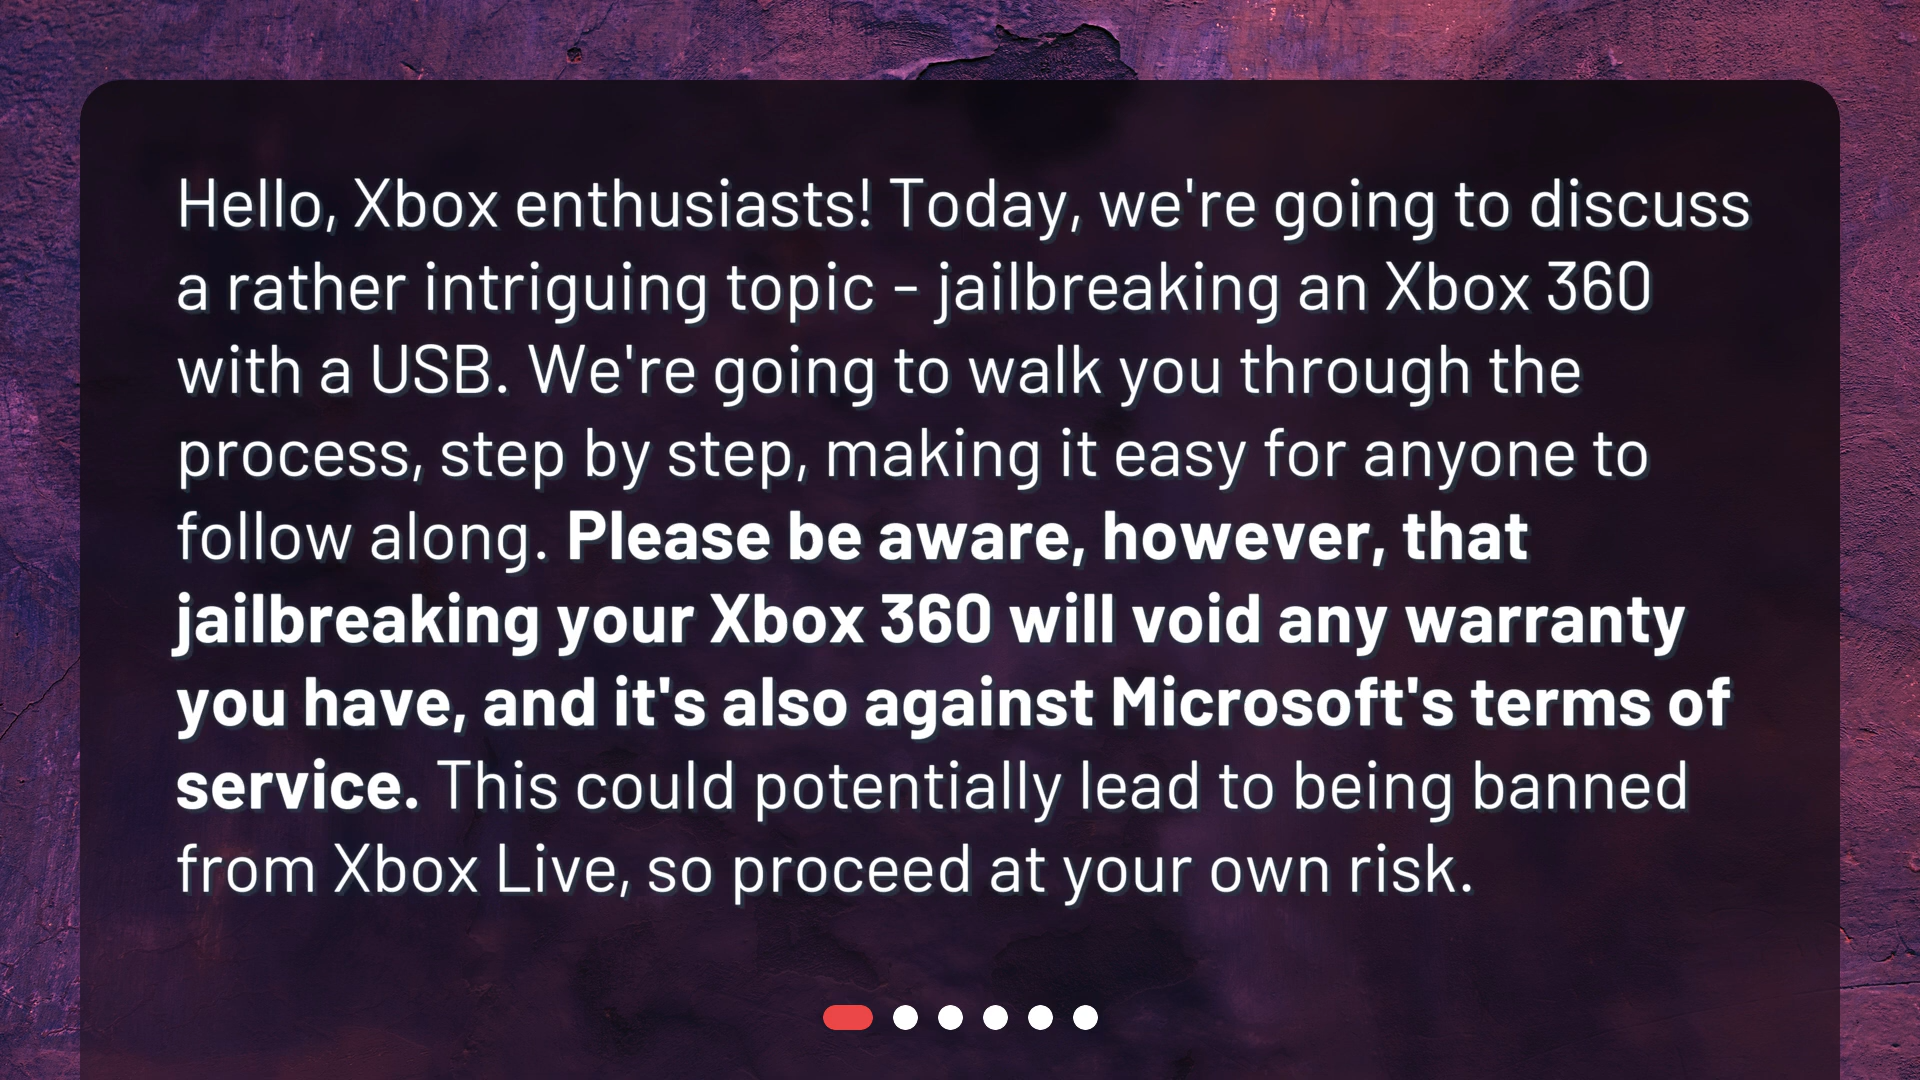 Hello, Xbox enthusiasts! Today, we're going to discuss
a rather intriguing topic - jailbreaking an Xbox 360
with a USB. We're going to walk you through the
process, step by step, making it easy for anyone to
follow along. Please be aware, however, that
jailbreaking your Xbox 360 will void any warranty
you have, and it's also against Microsoft's terms of
service. This could potentially lead to being banned
from Xbox Live, so proceed at your own risk.